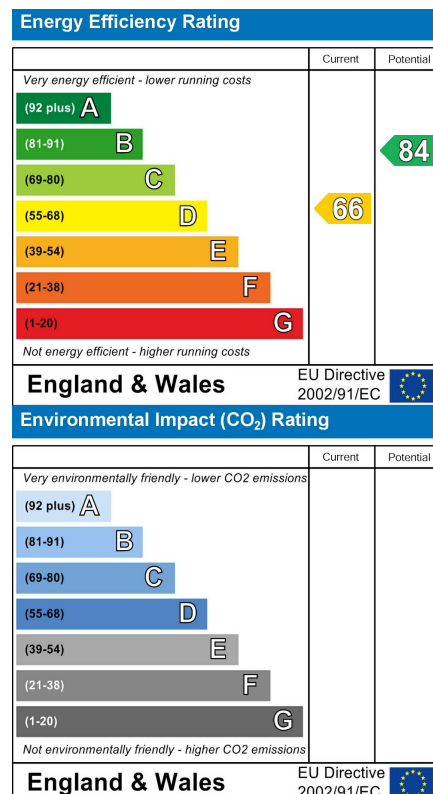 Energy Efficiency Rating
Current Potential
Very energy efficient - lower running costs
(92 plus) A
(81-91) B
84
(69-80) C
(55-68) D
66
(39-54) E
(21-38) F
(1-20) G
Not energy efficient - higher running costs
England & Wales
EU Directive
2002/91/EC
Environmental Impact (CO₂) Rating
Current Potential
Very environmentally friendly - lower CO2 emissions
(92 plus) A
(81-91) B
(69-80) C
(55-68) D
(39-54) E
(21-38) F
(1-20) G
Not environmentally friendly - higher CO2 emissions
England & Wales
EU Directive
2002/91/EC